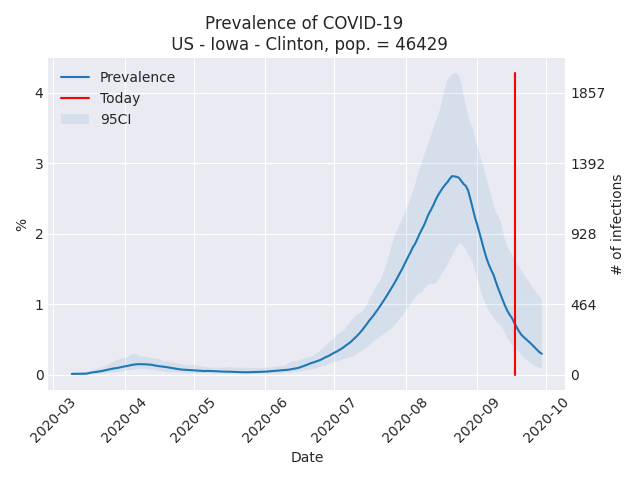 Prevalence of COVID-19
US - Iowa - Clinton, pop. = 46429
Prevalence
Today
95CI
%
4
3
2
1
0
1857
1392
928
464
0
# of infections
2020-03
2020-04
2020-05
2020-06
2020-07
2020-08
2020-09
2020-10
Date